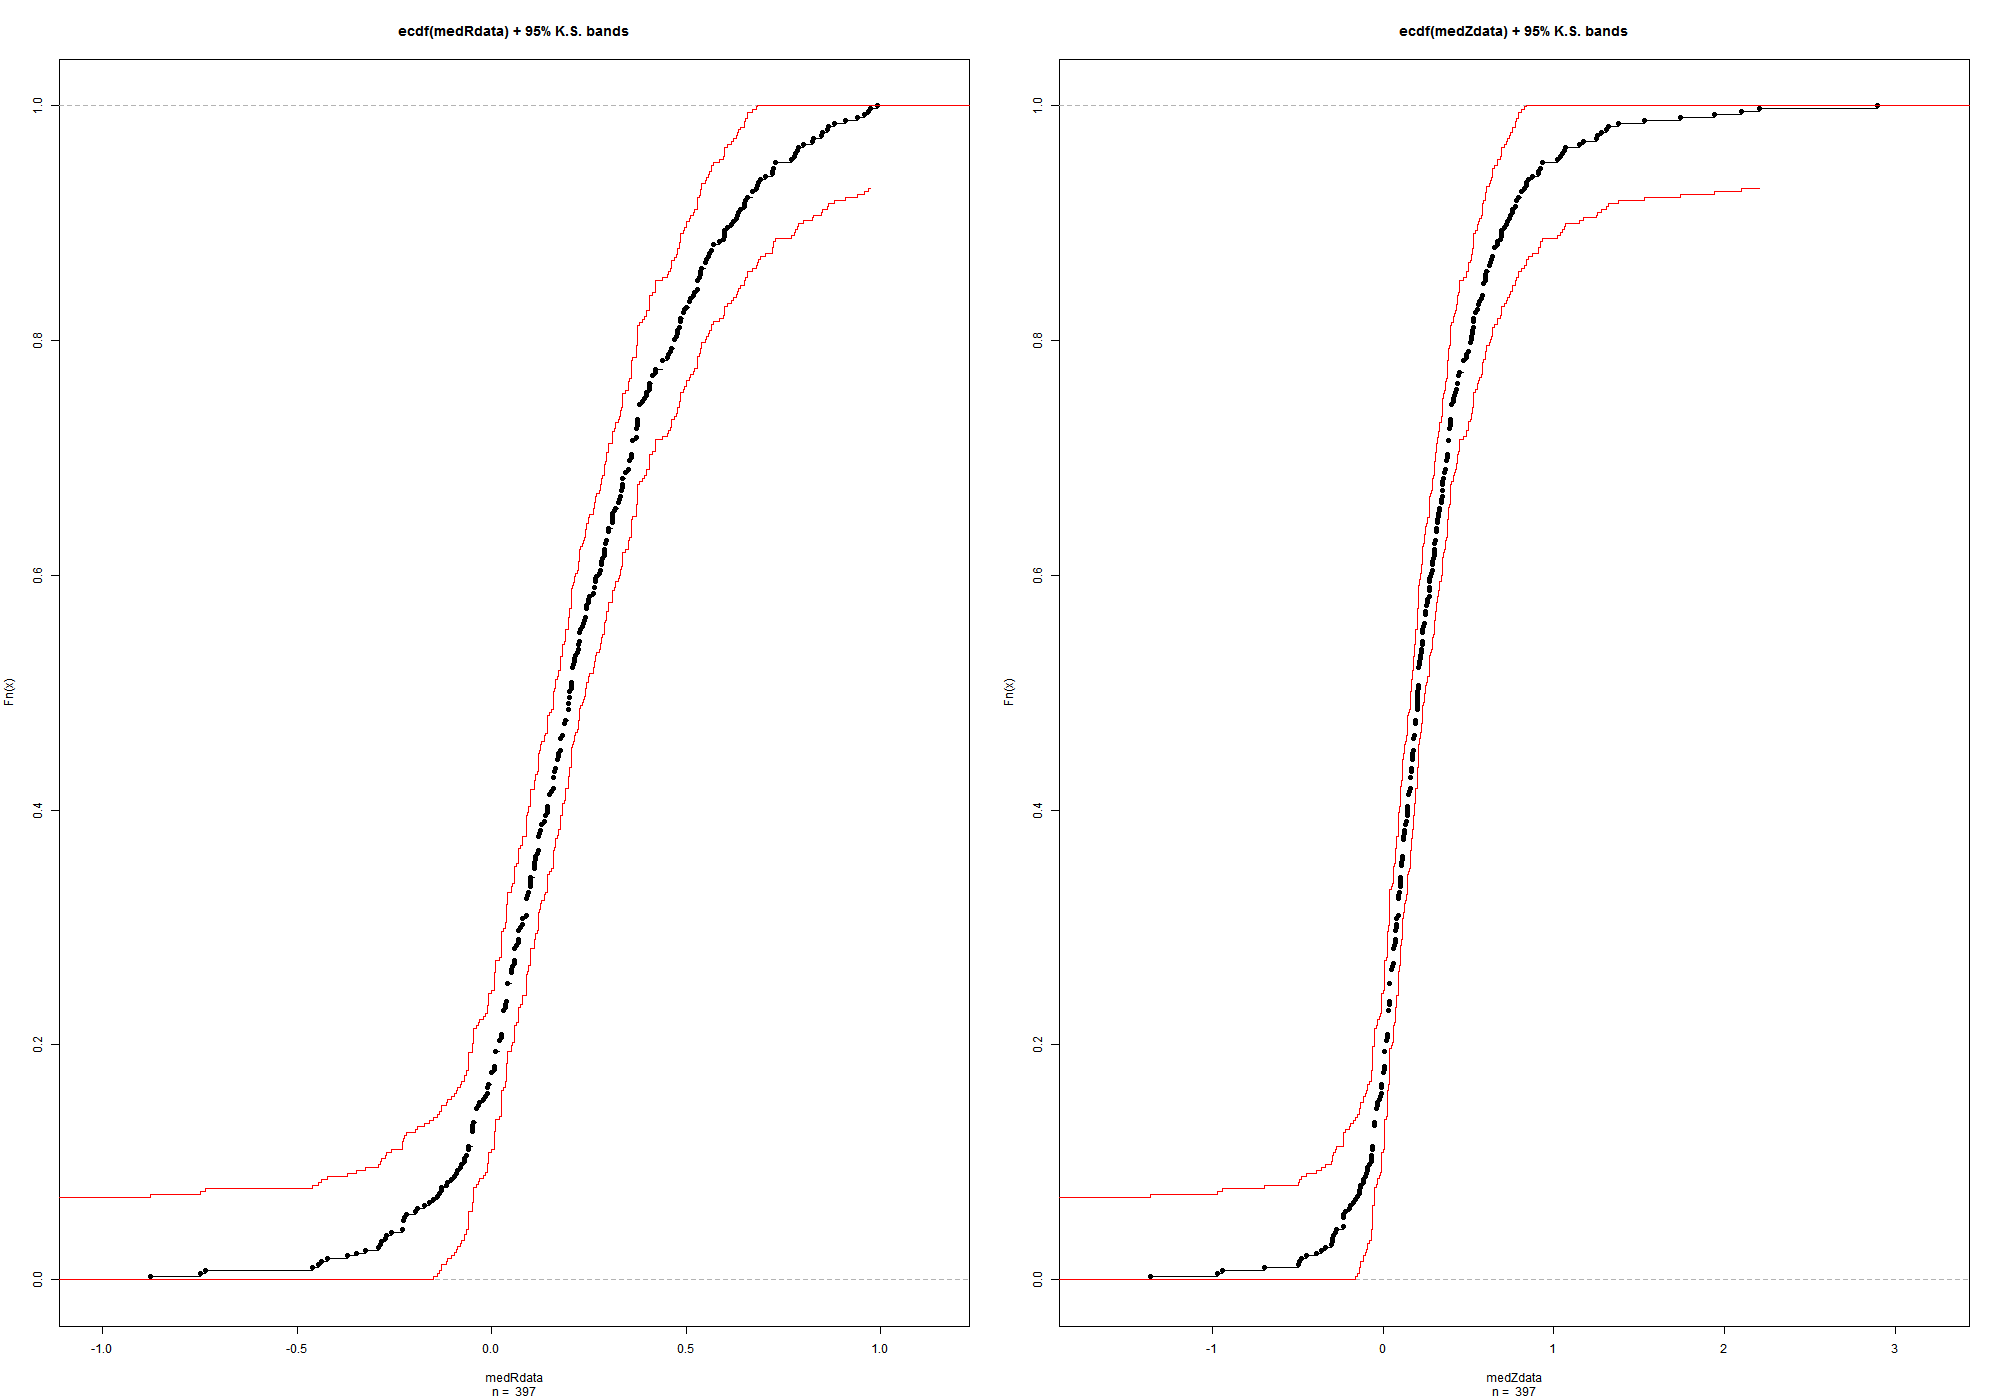 ecdf(medRdata) + 95% K.S. bands
Fn(x)
1.0
0.8
0.6
0.4
0.2
0.0
-1.0 -0.5 0.0 0.5 1.0
medRdata
n = 397
ecdf(medZdata) + 95% K.S. bands
Fn(x)
1.0
0.8
0.6
0.4
0.2
0.0
-1 0 1 2 3
medZdata
n = 397